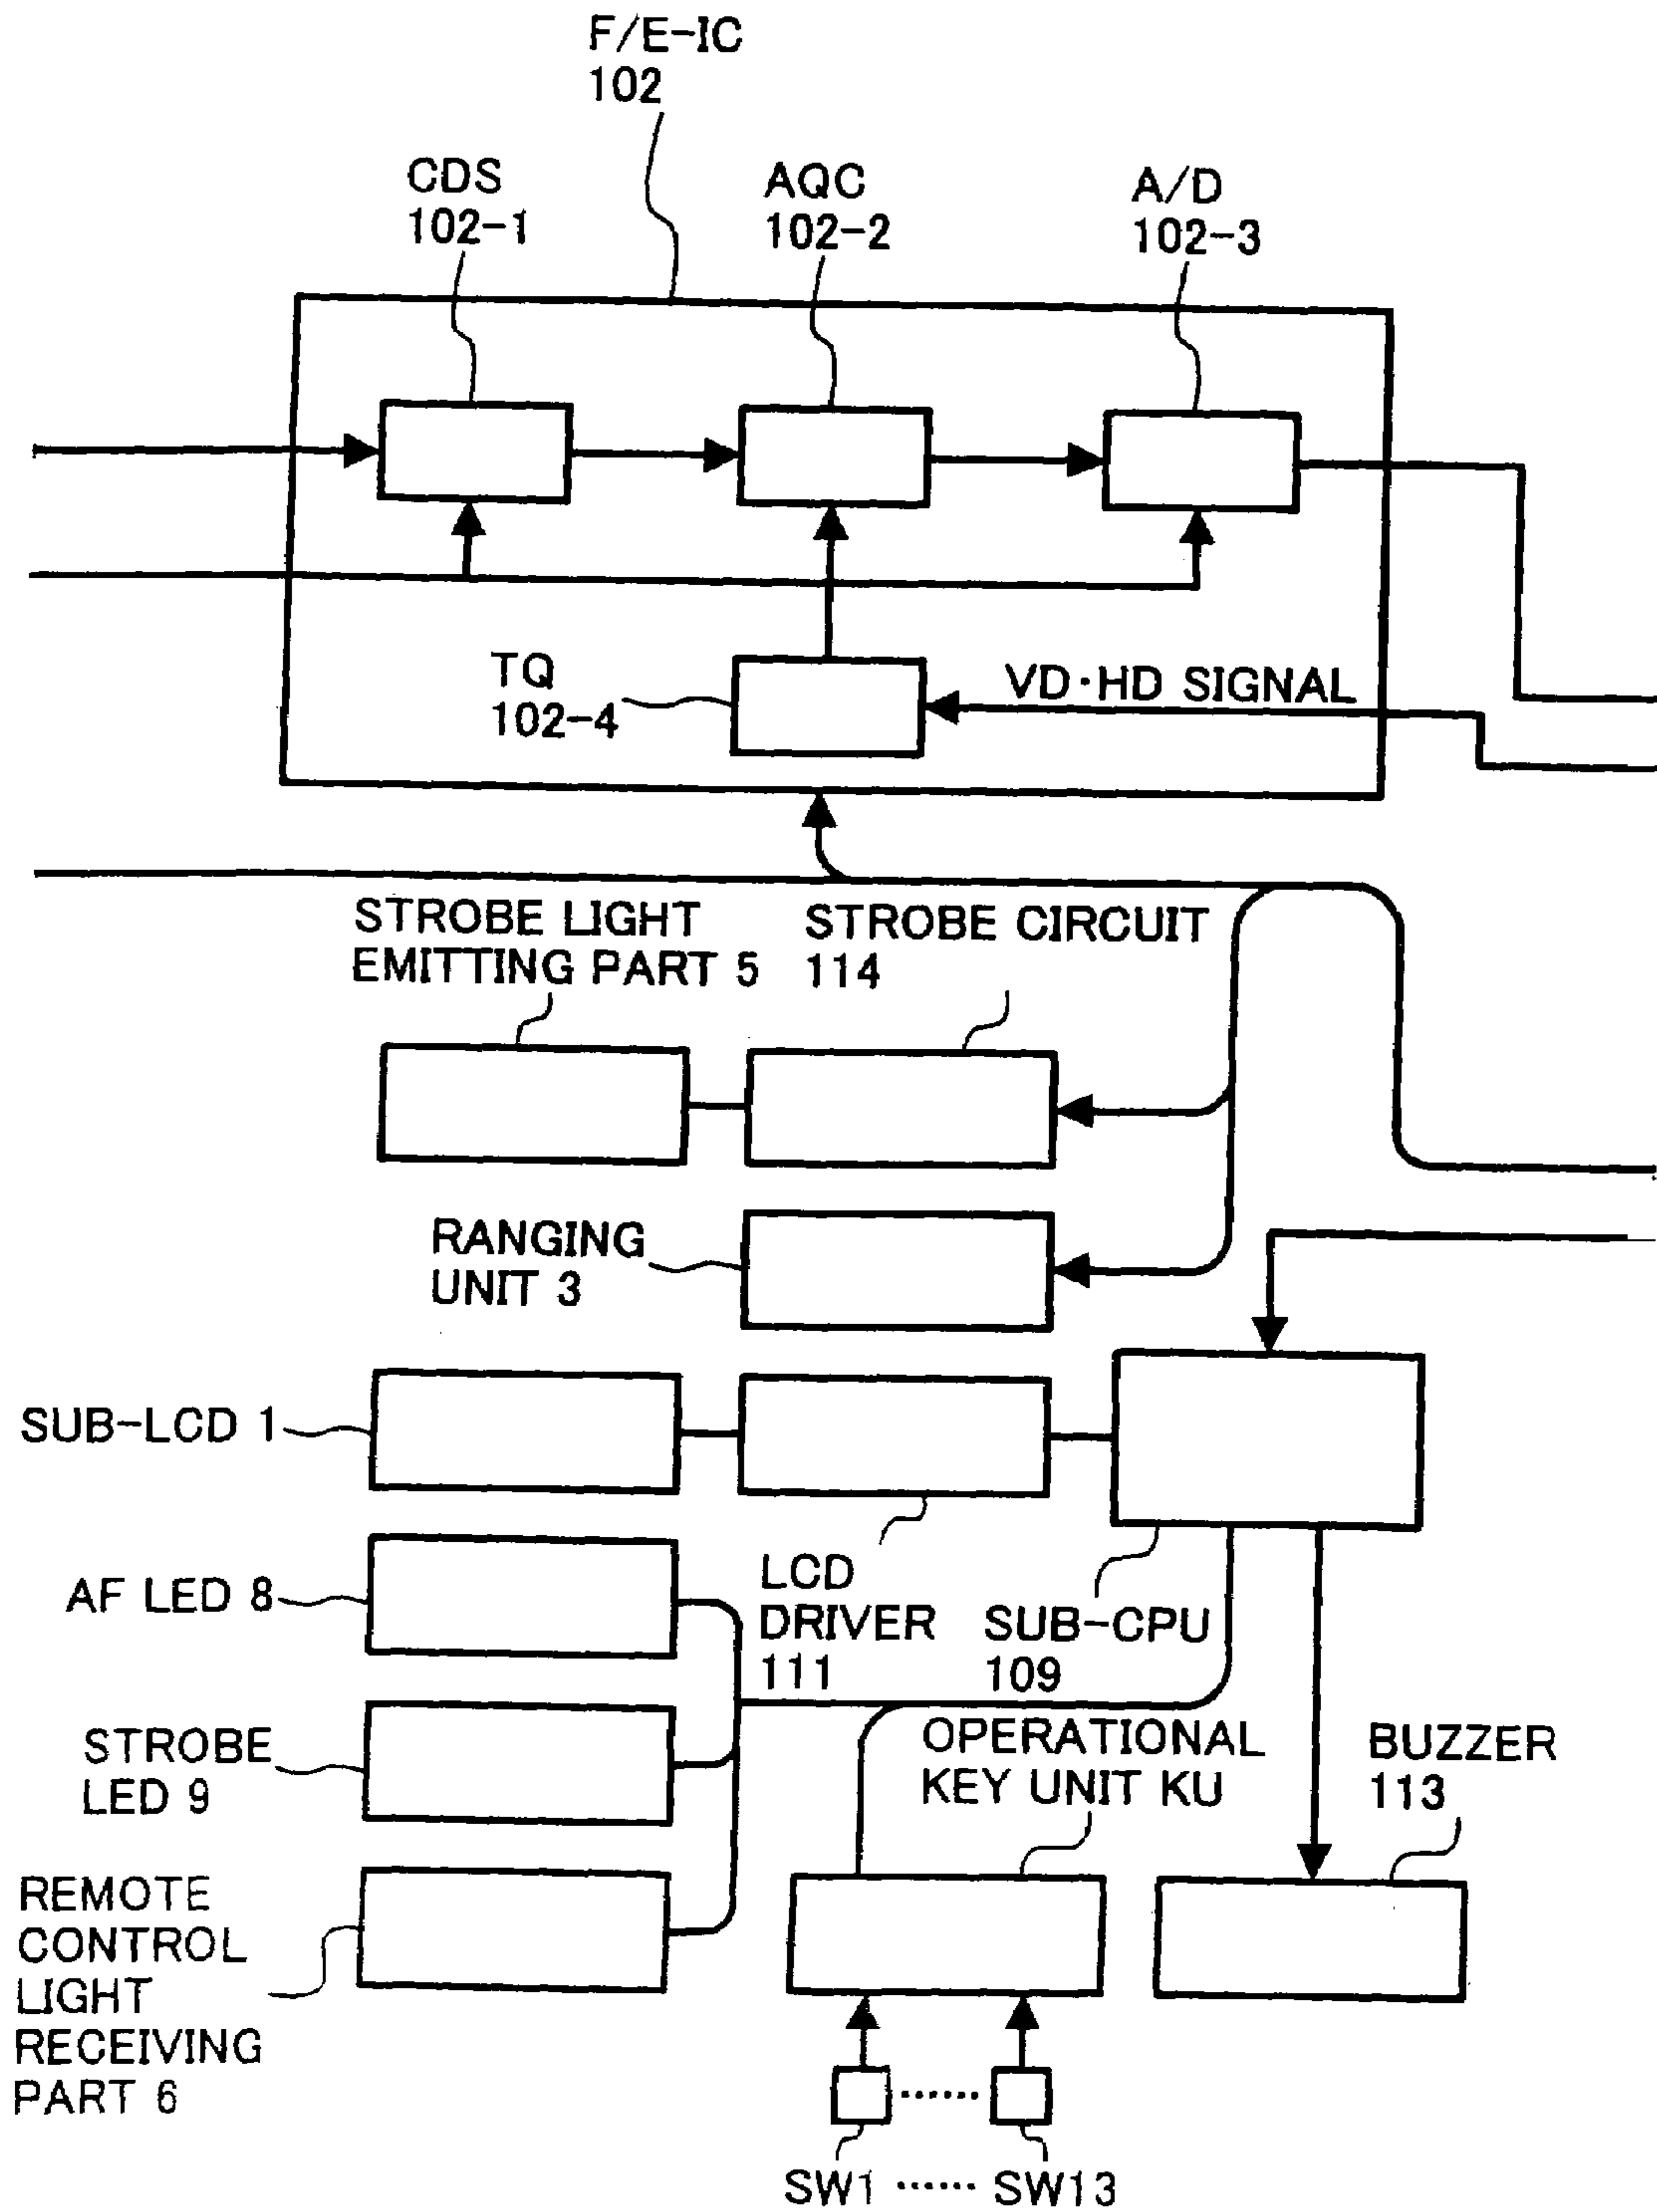 F/E-IC
102
CDS
102-1
AQC
102-2
A/D
102-3
TQ
102-4
VD·HD SIGNAL
STROBE LIGHT
EMITTING PART 5
STROBE CIRCUIT
114
RANGING
UNIT 3
SUB-LCD 1
AF LED 8
LCD
DRIVER
111
SUB-CPU
109
STROBE
LED 9
OPERATIONAL
KEY UNIT KU
BUZZER
113
REMOTE
CONTROL
LIGHT
RECEIVING
PART 6
SW1 ...... SW13